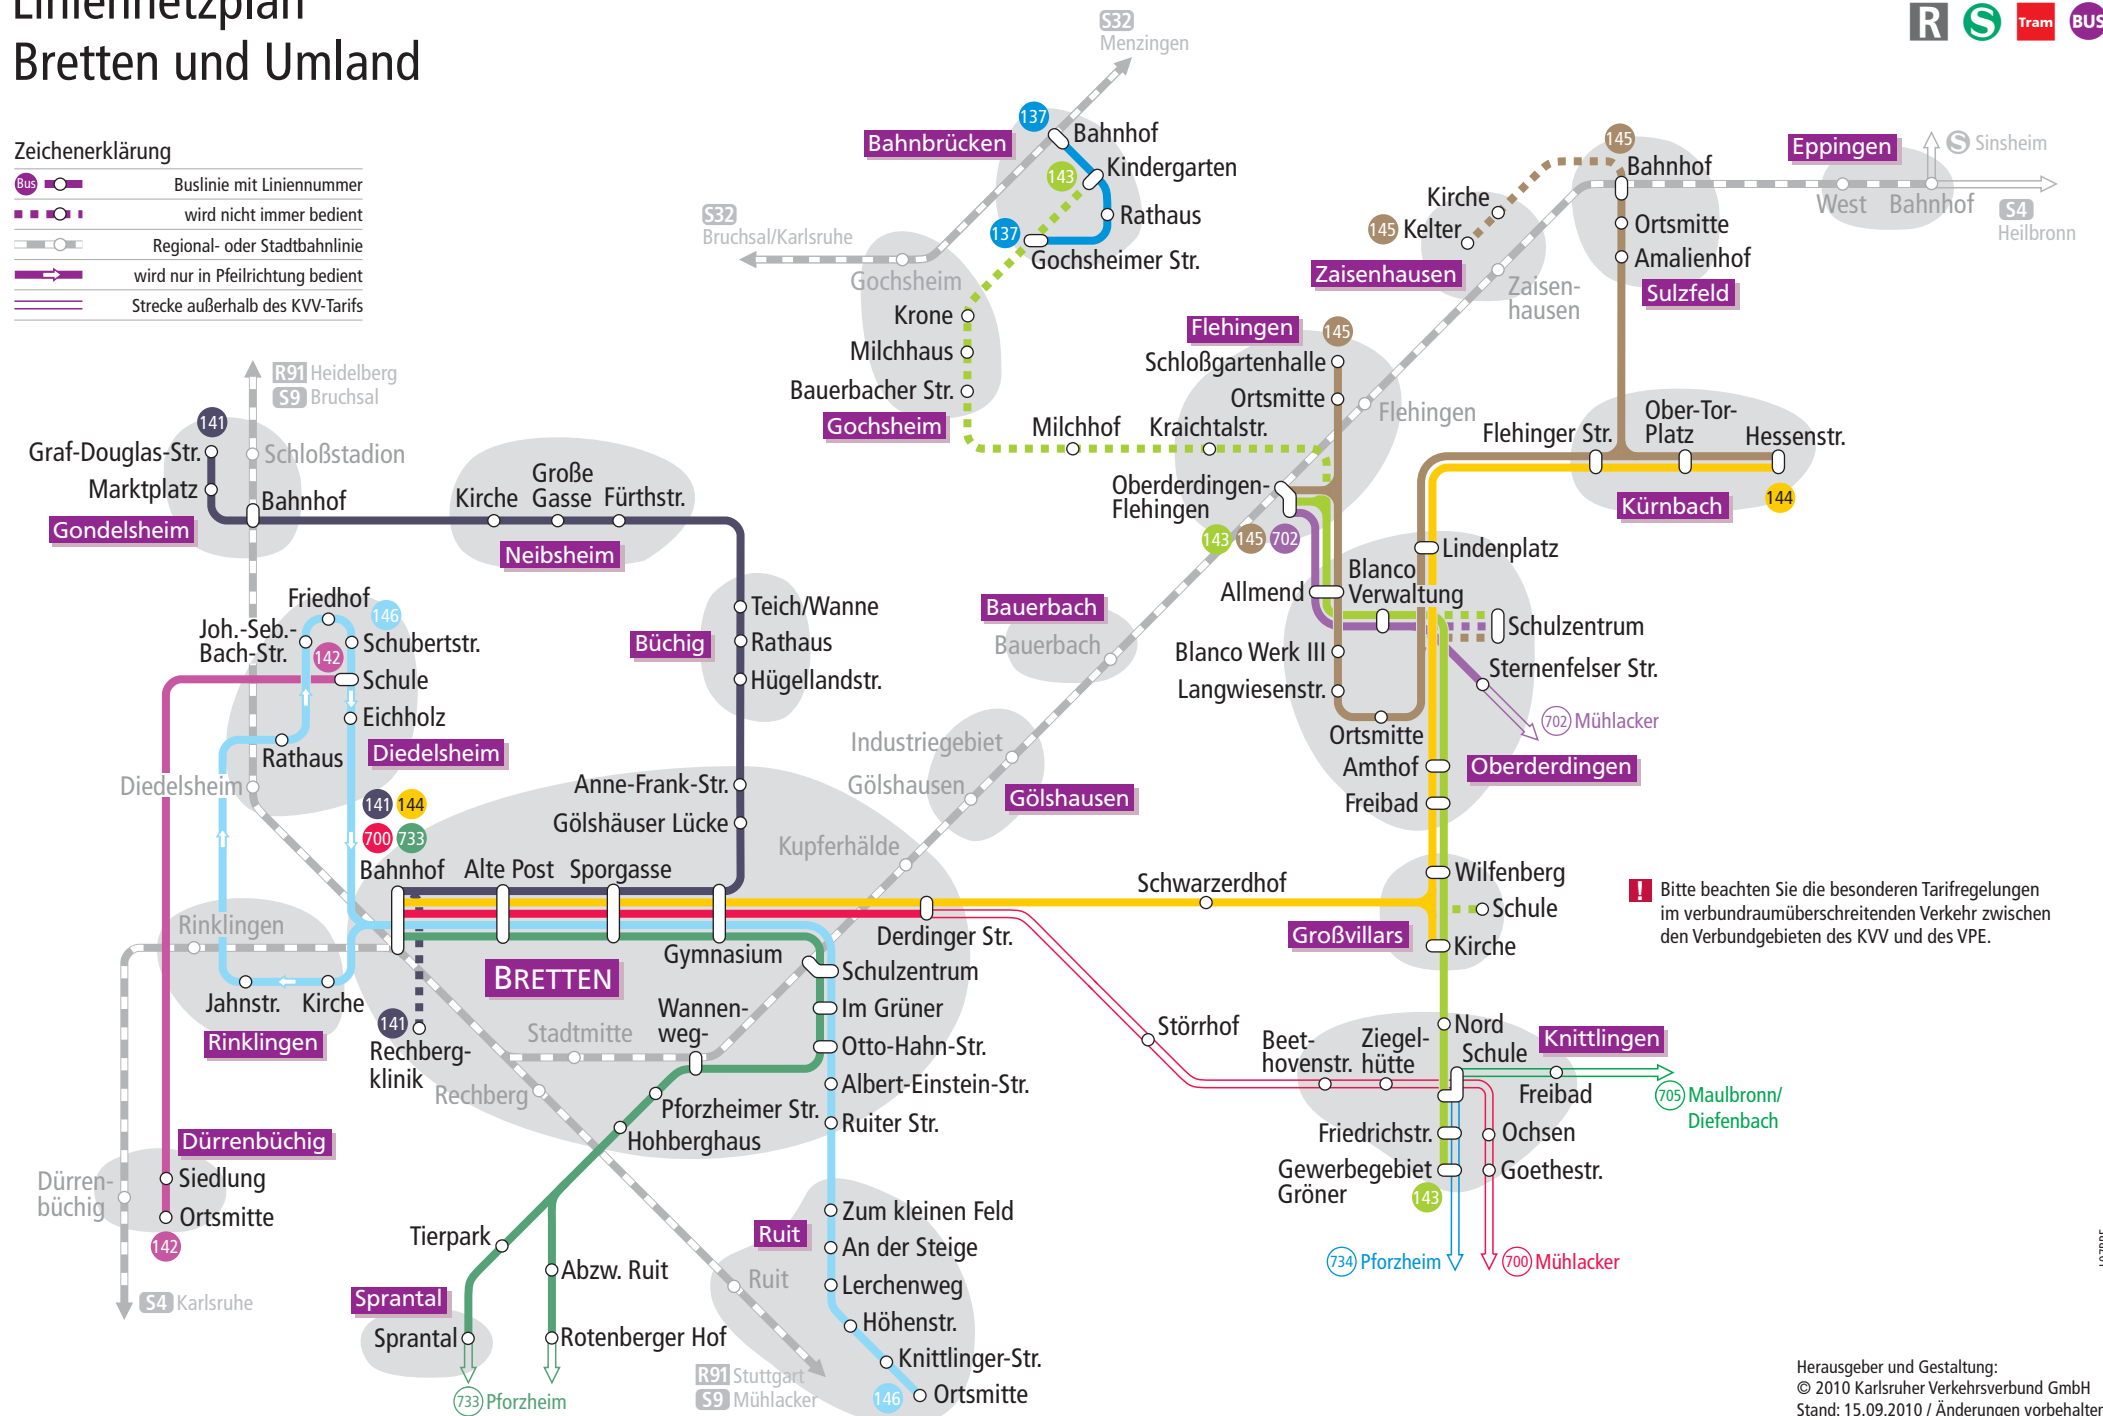 Liniennetzplan
Bretten und Umland
R
S
Tram
BUS
Zeichenerklärung
Bus
Buslinie mit Liniennummer
wird nicht immer bedient
Regional- oder Stadtbahnlinie
wird nur in Pfeilrichtung bedient
Strecke außerhalb des KVV-Tarifs
S32
Menzingen
137
Bahnbrücken
Bahnhof
143
Kindergarten
Rathaus
137
Gochsheimer Str.
S32
Bruchsal/Karlsruhe
Gochsheim
Krone
Milchhaus
Bauerbacher Str.
Gochsheim
Milchhof
Kraichtalstr.
145
Bahnhof
Eppingen
S
Sinsheim
West
Bahnhof
S4
Heilbronn
Kirche
145
Kelter
Zaisenhausen
Zaisen-
hausen
Ortsmitte
Amalienhof
Sulzfeld
Flehingen
145
Schloßgartenhalle
Ortsmitte
Flehingen
Oberderdingen-
Flehingen
143
145
702
Flehinger Str.
Ober-Tor-
Platz
Hessenstr.
Kürnbach
144
R91
Heidelberg
S9
Bruchsal
141
Graf-Douglas-Str.
Schloßstadion
Marktplatz
Bahnhof
Gondelsheim
Kirche
Große
Gasse
Fürthstr.
Neibsheim
Teich/Wanne
Büchig
Rathaus
Hügellandstr.
Friedhof
146
Joh.-Seb.-
Bach-Str.
142
Schubertstr.
Schule
Eichholz
Rathaus
Diedelsheim
Diedelsheim
Bauerbach
Bauerbach
Industriegebiet
Gölshausen
Gölshausen
Lindenplatz
Allmend
Blanco
Verwaltung
Schulzentrum
Blanco Werk III
Sternenfelser Str.
Langwiesenstr.
702
Mühlacker
Ortsmitte
Oberderdingen
Amthof
Freibad
Anne-Frank-Str.
Gölshäuser Lücke
Kupferhälde
141
144
700
733
Bahnhof
Alte Post
Sporgasse
Gymnasium
BRETTEN
Derdinger Str.
Schwarzerdhof
Wilfenberg
Schule
Großvillars
Kirche
!
Bitte beachten Sie die besonderen Tarifregelungen
im verbundraumüberschreitenden Verkehr zwischen
den Verbundgebieten des KVV und des VPE.
Rinklingen
Jahnstr.
Kirche
Rinklingen
141
Rechberg-
klinik
Stadtmitte
Wannen-
weg-
Rechberg
Schulzentrum
Im Grüner
Otto-Hahn-Str.
Albert-Einstein-Str.
Ruiter Str.
Pforzheimer Str.
Hohberghaus
Störrhof
Beet-
hovenstr.
Ziegel-
hütte
Nord
Schule
Knittlingen
Freibad
705
Maulbronn/
Diefenbach
Friedrichstr.
Ochsen
Gewerbegebiet
Gröner
Goethestr.
143
734
Pforzheim
700
Mühlacker
Dürrenbüchig
Dürren-
büchig
Siedlung
Ortsmitte
142
S4
Karlsruhe
Tierpark
Abzw. Ruit
Sprantal
Sprantal
Rotenberger Hof
733
Pforzheim
Ruit
Ruit
Zum kleinen Feld
An der Steige
Lerchenweg
Höhenstr.
Knittlinger-Str.
146
Ortsmitte
R91
Stuttgart
S9
Mühlacker
Herausgeber und Gestaltung:
© 2010 Karlsruher Verkehrsverbund GmbH
Stand: 15.09.2010 / Änderungen vorbehalten